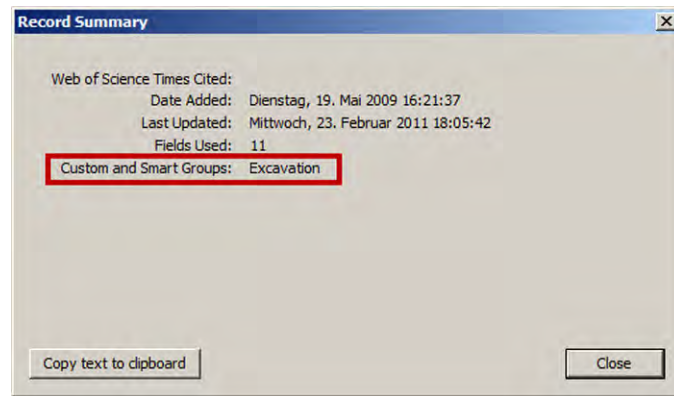 Record Summary
Web of Science Times Cited:
Date Added: Dienstag, 19. Mai 2009 16:21:37
Last Updated: Mittwoch, 23. Februar 2011 18:05:42
Fields Used: 11
Custom and Smart Groups: Excavation
Copy text to clipboard Close